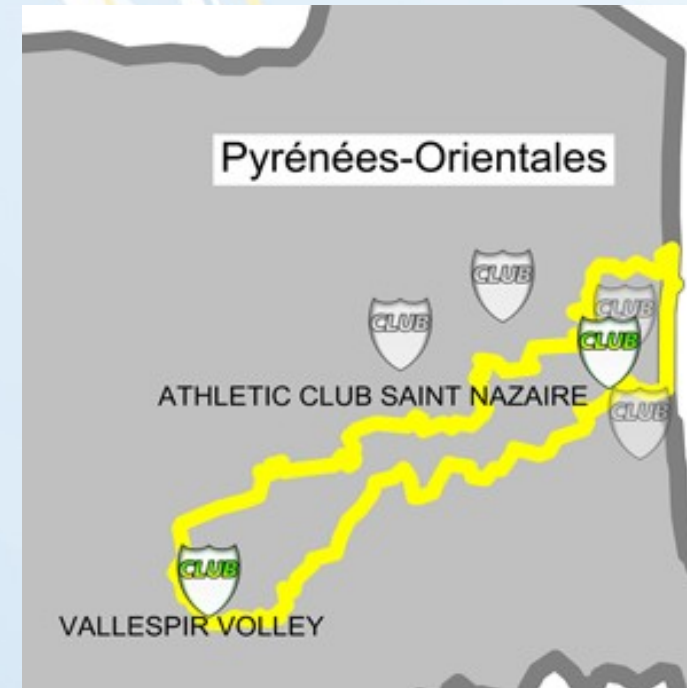 Pyrénées-Orientales
CLUB
CLUB
CLUB
CLUB
ATHLETIC CLUB SAINT NAZAIRE
CLUB
CLUB
VALLESPIR VOLLEY